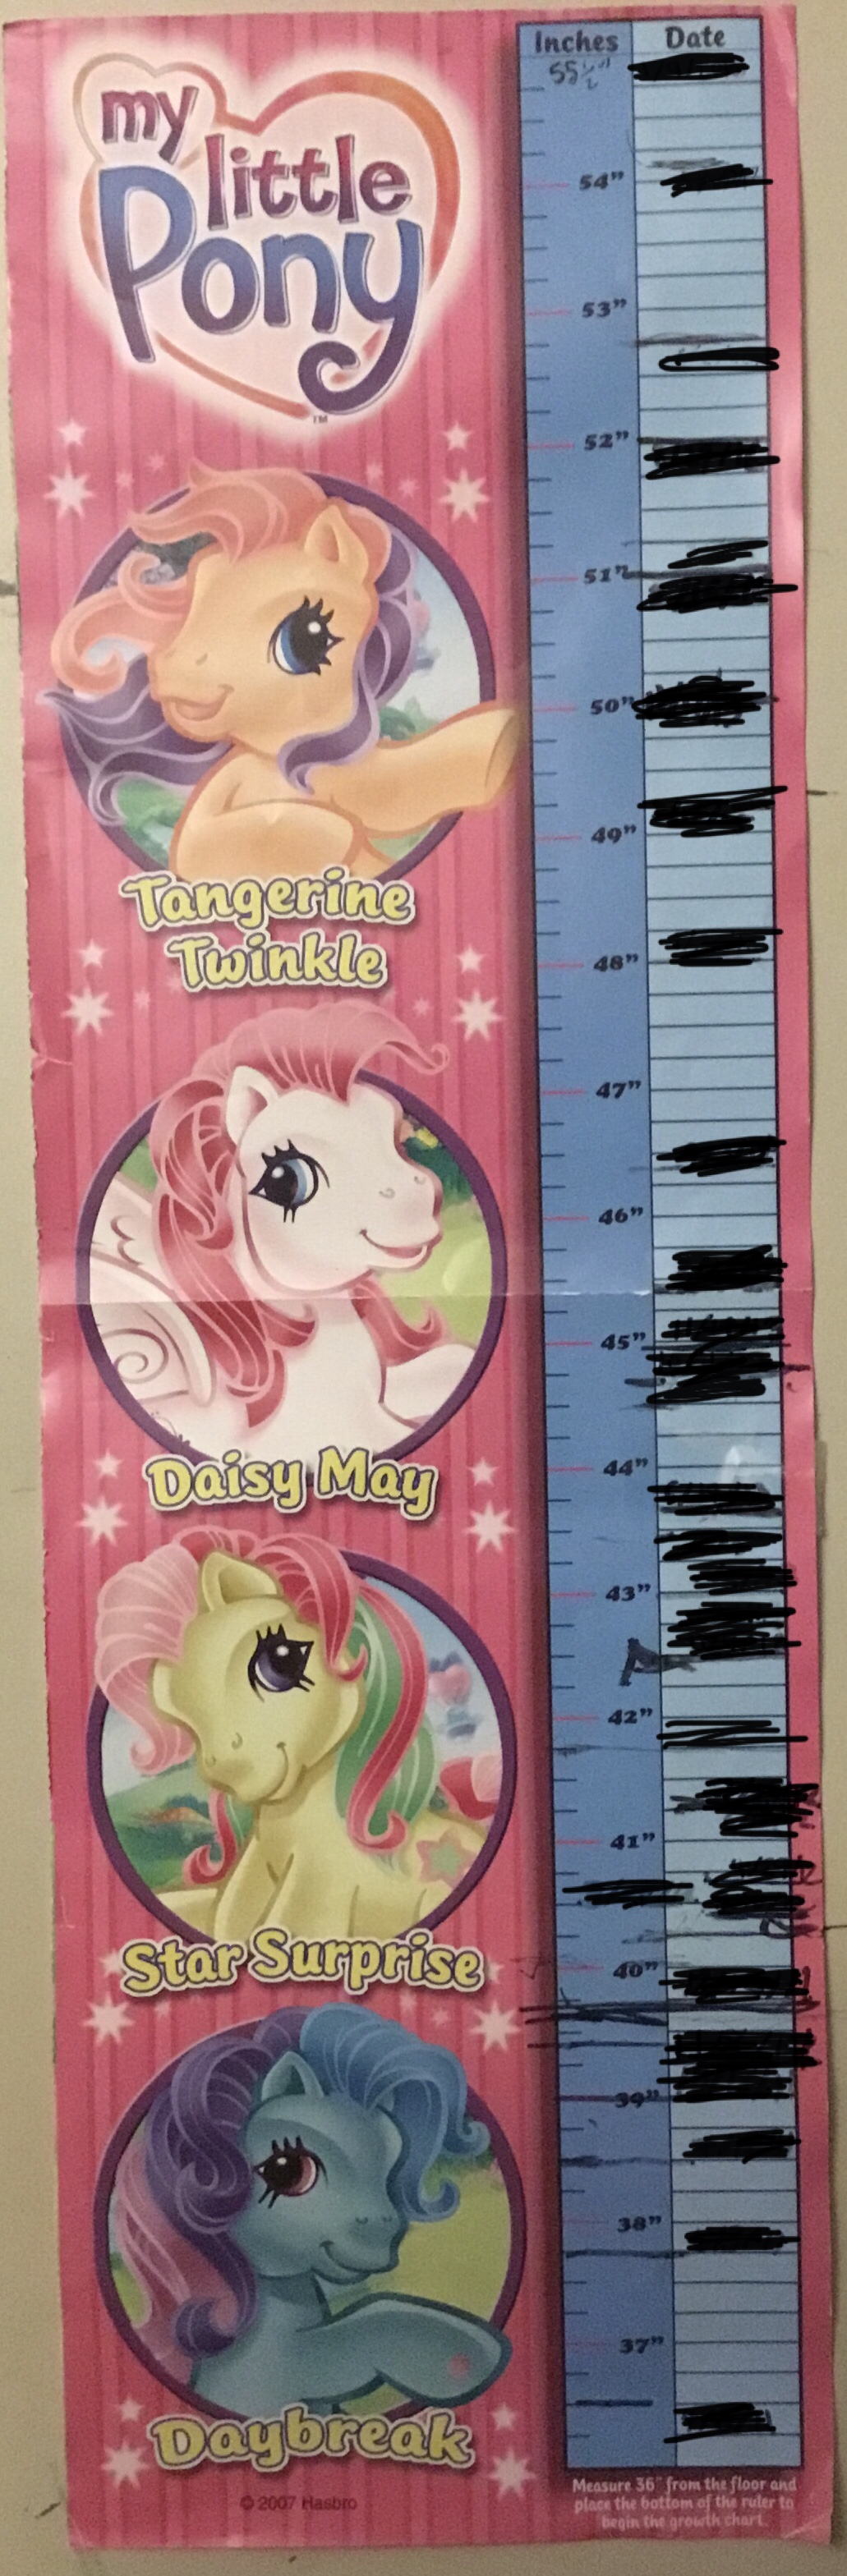 my
little
Pony
TM
Inches Date
55 1/2"
54"
53"
52"
51"
50"
49"
48"
47"
46"
45"
44"
43"
42"
41"
40"
39"
38"
37"
Tangerine
Twinkle
Daisy May
Star Surprise
Daybreak
© 2007 Hasbro
Measure 36" from the floor and
place the bottom of the ruler to
begin the growth chart.